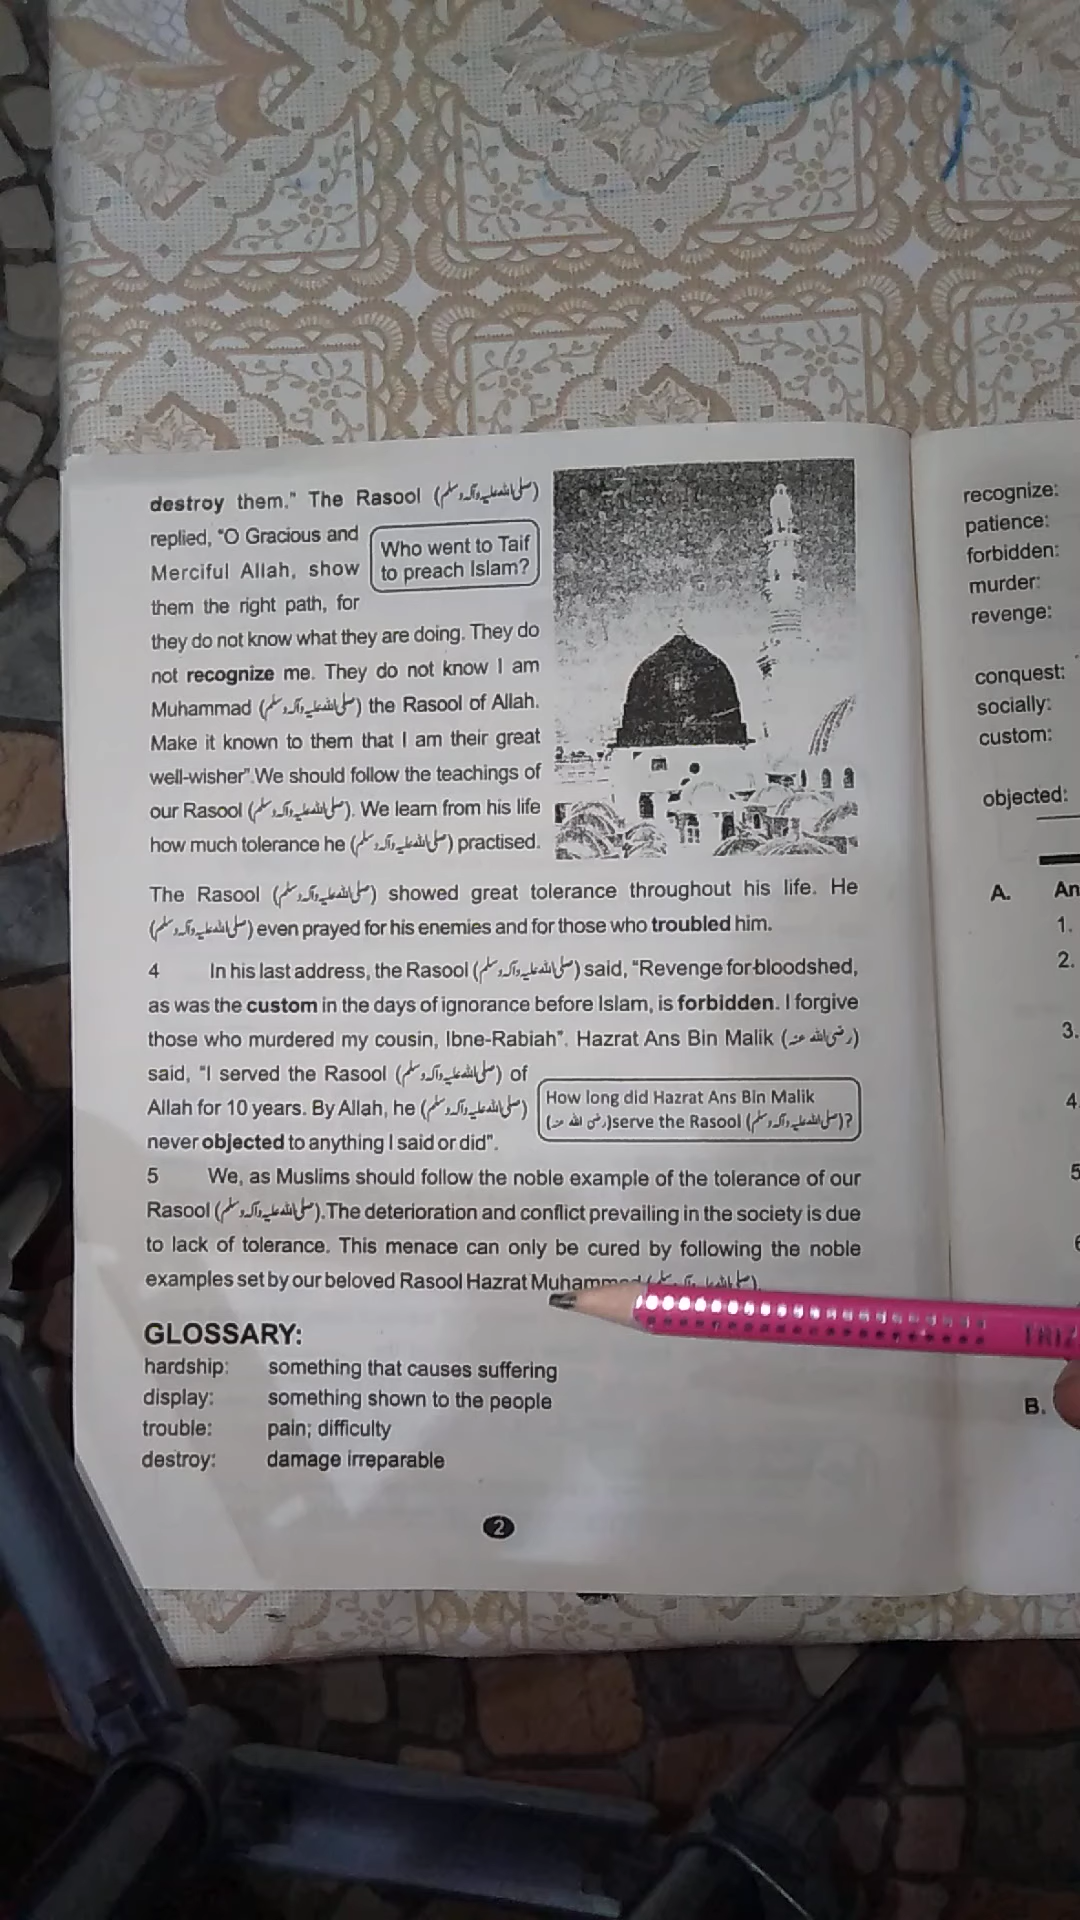 destroy them." The Rasool (صلی اللہ علیہ وآلہ وسلم)
replied, "O Gracious and
Merciful Allah, show
them the right path, for
Who went to Taif
to preach Islam?
they do not know what they are doing. They do
not recognize me. They do not know I am
Muhammad (صلی اللہ علیہ وآلہ وسلم) the Rasool of Allah.
Make it known to them that I am their great
well-wisher".We should follow the teachings of
our Rasool (صلی اللہ علیہ وآلہ وسلم). We learn from his life
how much tolerance he (صلی اللہ علیہ وآلہ وسلم) practised.
The Rasool (صلی اللہ علیہ وآلہ وسلم) showed great tolerance throughout his life. He
(صلی اللہ علیہ وآلہ وسلم) even prayed for his enemies and for those who troubled him.
4 In his last address, the Rasool (صلی اللہ علیہ وآلہ وسلم) said, "Revenge for bloodshed,
as was the custom in the days of ignorance before Islam, is forbidden. I forgive
those who murdered my cousin, Ibne-Rabiah". Hazrat Ans Bin Malik (رضی اللہ عنہ)
said, "I served the Rasool (صلی اللہ علیہ وآلہ وسلم) of
Allah for 10 years. By Allah, he (صلی اللہ علیہ وآلہ وسلم)
never objected to anything I said or did".
How long did Hazrat Ans Bin Malik
(رضی اللہ عنہ)serve the Rasool (صلی اللہ علیہ وآلہ وسلم)?
5 We, as Muslims should follow the noble example of the tolerance of our
Rasool (صلی اللہ علیہ وآلہ وسلم).The deterioration and conflict prevailing in the society is due
to lack of tolerance. This menace can only be cured by following the noble
examples set by our beloved Rasool Hazrat Muhammad (صلی اللہ علیہ وآلہ وسلم).
GLOSSARY:
hardship: something that causes suffering
display: something shown to the people
trouble: pain; difficulty
destroy: damage irreparable
2
recognize:
patience:
forbidden:
murder:
revenge:
conquest:
socially:
custom:
objected:
A. An
1.
2.
3.
4.
5
6
B.